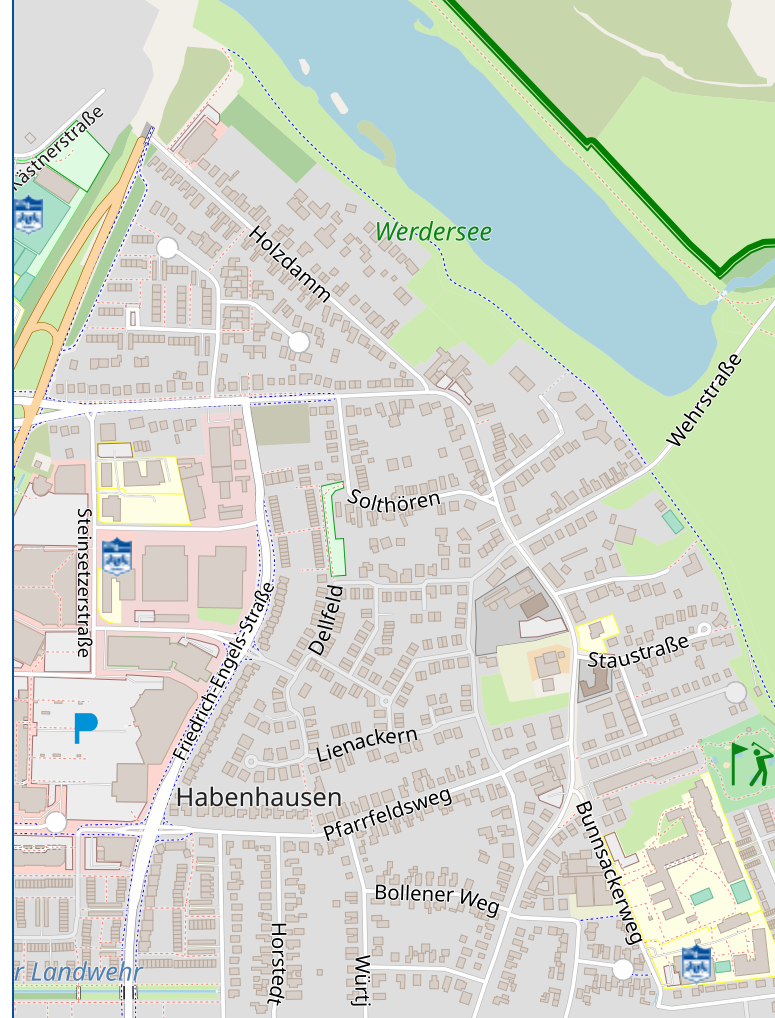 Kästnerstraße
Werdersee
Holzdamm
Wehrstraße
Solthören
Steinsetzerstraße
Dellfeld
Friedrich-Engels-Straße
Staustraße
Lienackern
Habenhausen
Pfarrfeldsweg
Bunnsackerweg
Bollener Weg
Horstedt
Würtj
r Landwehr